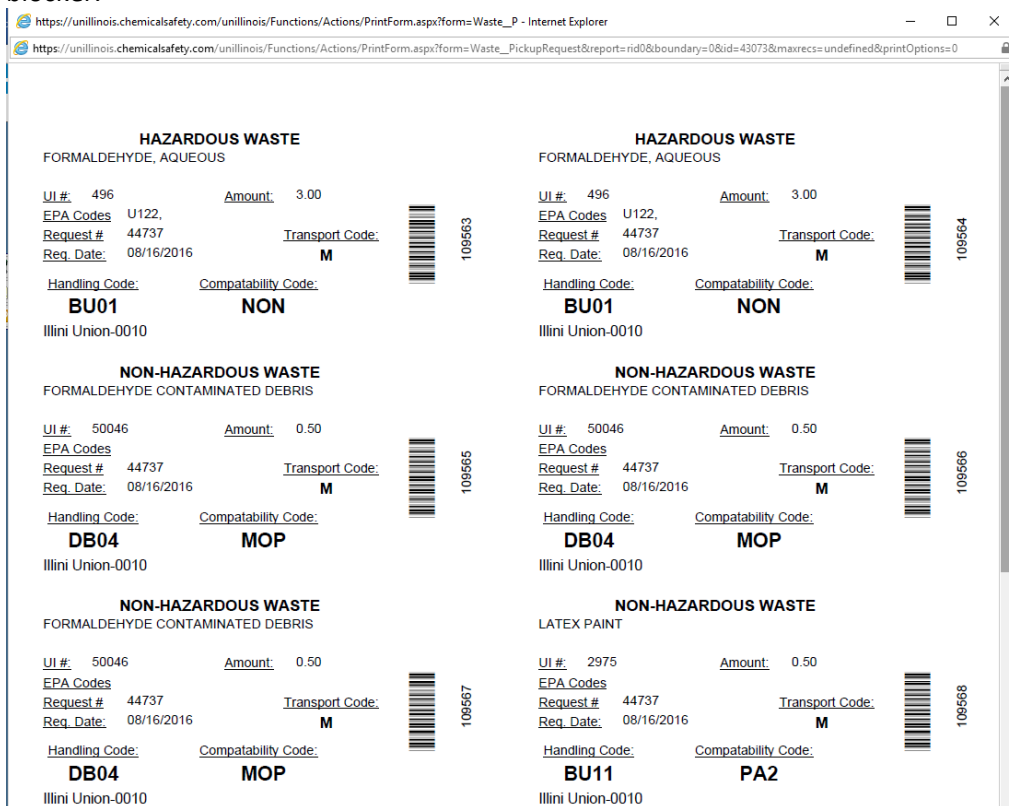 blocker.
https://unillinois.chemicalsafety.com/unillinois/Functions/Actions/PrintForm.aspx?form=Waste__P - Internet Explorer
https://unillinois.chemicalsafety.com/unillinois/Functions/Actions/PrintForm.aspx?form=Waste__PickupRequest&report=rid0&boundary=0&id=43073&maxrecs=undefined&printOptions=0
HAZARDOUS WASTE
FORMALDEHYDE, AQUEOUS
UI #: 496 Amount: 3.00
EPA Codes U122,
Request # 44737 Transport Code:
Req. Date: 08/16/2016 M
109563
Handling Code: Compatability Code:
BU01 NON
Illini Union-0010
HAZARDOUS WASTE
FORMALDEHYDE, AQUEOUS
UI #: 496 Amount: 3.00
EPA Codes U122,
Request # 44737 Transport Code:
Req. Date: 08/16/2016 M
109564
Handling Code: Compatability Code:
BU01 NON
Illini Union-0010
NON-HAZARDOUS WASTE
FORMALDEHYDE CONTAMINATED DEBRIS
UI #: 50046 Amount: 0.50
EPA Codes
Request # 44737 Transport Code:
Req. Date: 08/16/2016 M
109565
Handling Code: Compatability Code:
DB04 MOP
Illini Union-0010
NON-HAZARDOUS WASTE
FORMALDEHYDE CONTAMINATED DEBRIS
UI #: 50046 Amount: 0.50
EPA Codes
Request # 44737 Transport Code:
Req. Date: 08/16/2016 M
109566
Handling Code: Compatability Code:
DB04 MOP
Illini Union-0010
NON-HAZARDOUS WASTE
FORMALDEHYDE CONTAMINATED DEBRIS
UI #: 50046 Amount: 0.50
EPA Codes
Request # 44737 Transport Code:
Req. Date: 08/16/2016 M
109567
Handling Code: Compatability Code:
DB04 MOP
Illini Union-0010
NON-HAZARDOUS WASTE
LATEX PAINT
UI #: 2975 Amount: 0.50
EPA Codes
Request # 44737 Transport Code:
Req. Date: 08/16/2016 M
109568
Handling Code: Compatability Code:
BU11 PA2
Illini Union-0010